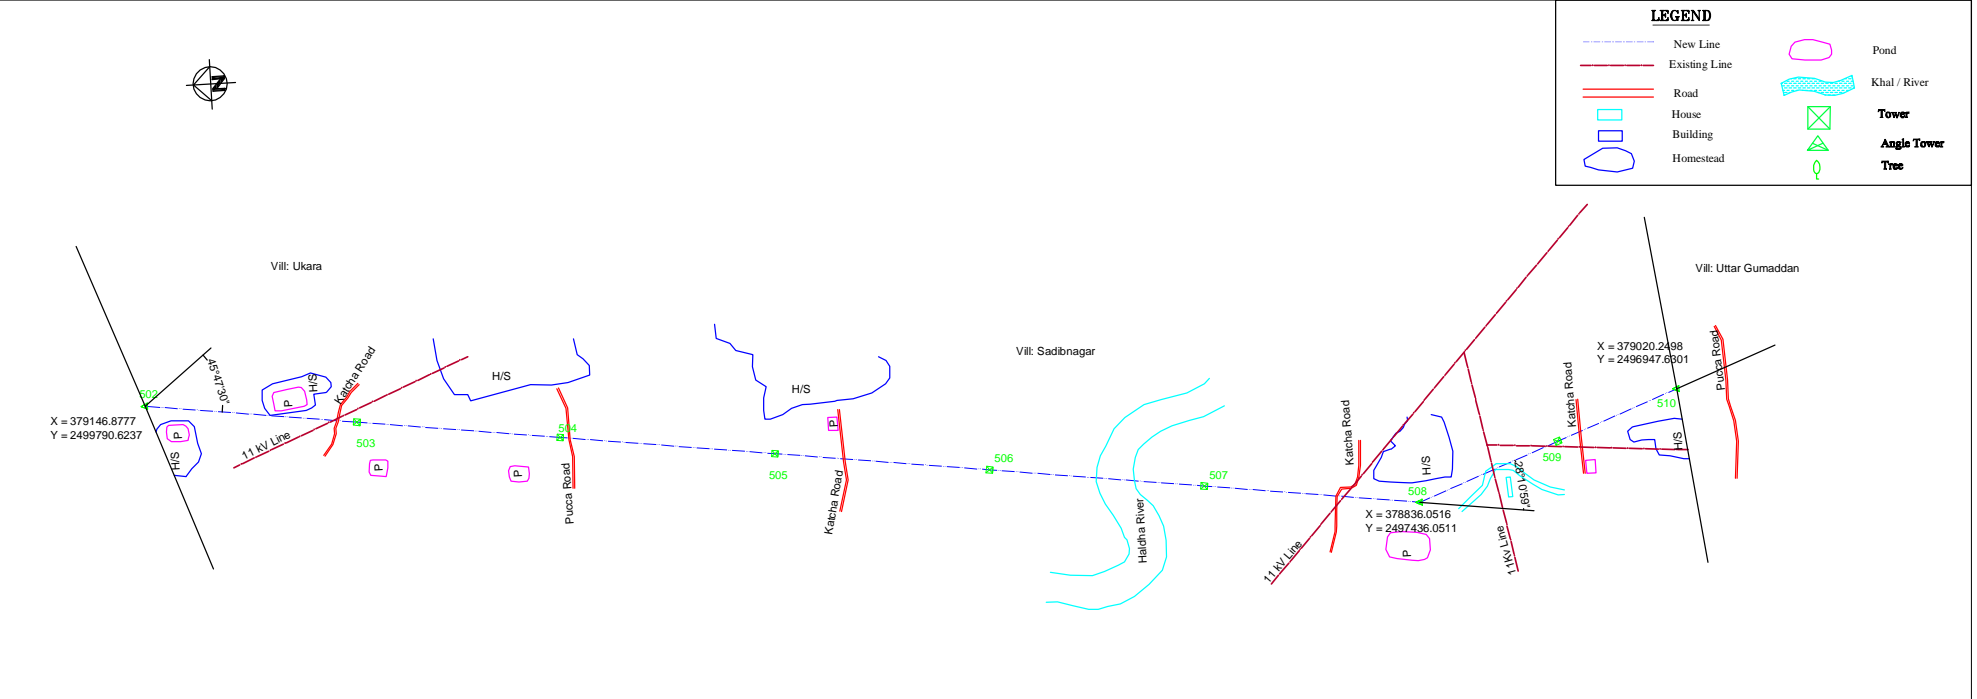 LEGEND
New Line
Existing Line
Road
House
Building
Homestead
Pond
Khal / River
Tower
Angle Tower
Tree
N
Vill: Ukara
Vill: Sadibnagar
Vill: Uttar Gumaddan
502
45°47'30"
X = 379146.8777
Y = 2499790.6237
P
H/S
P
H/S
Katcha Road
11 kV Line
503
P
H/S
504
P
Pucca Road
H/S
505
P
Katcha Road
506
Haldha River
507
11 kV Line
Katcha Road
H/S
508
X = 378836.0516
Y = 2497436.0511
P
11Kv Line
28°10'59"
Katcha Road
509
X = 379020.2498
Y = 2496947.6301
510
H/S
Pucca Road